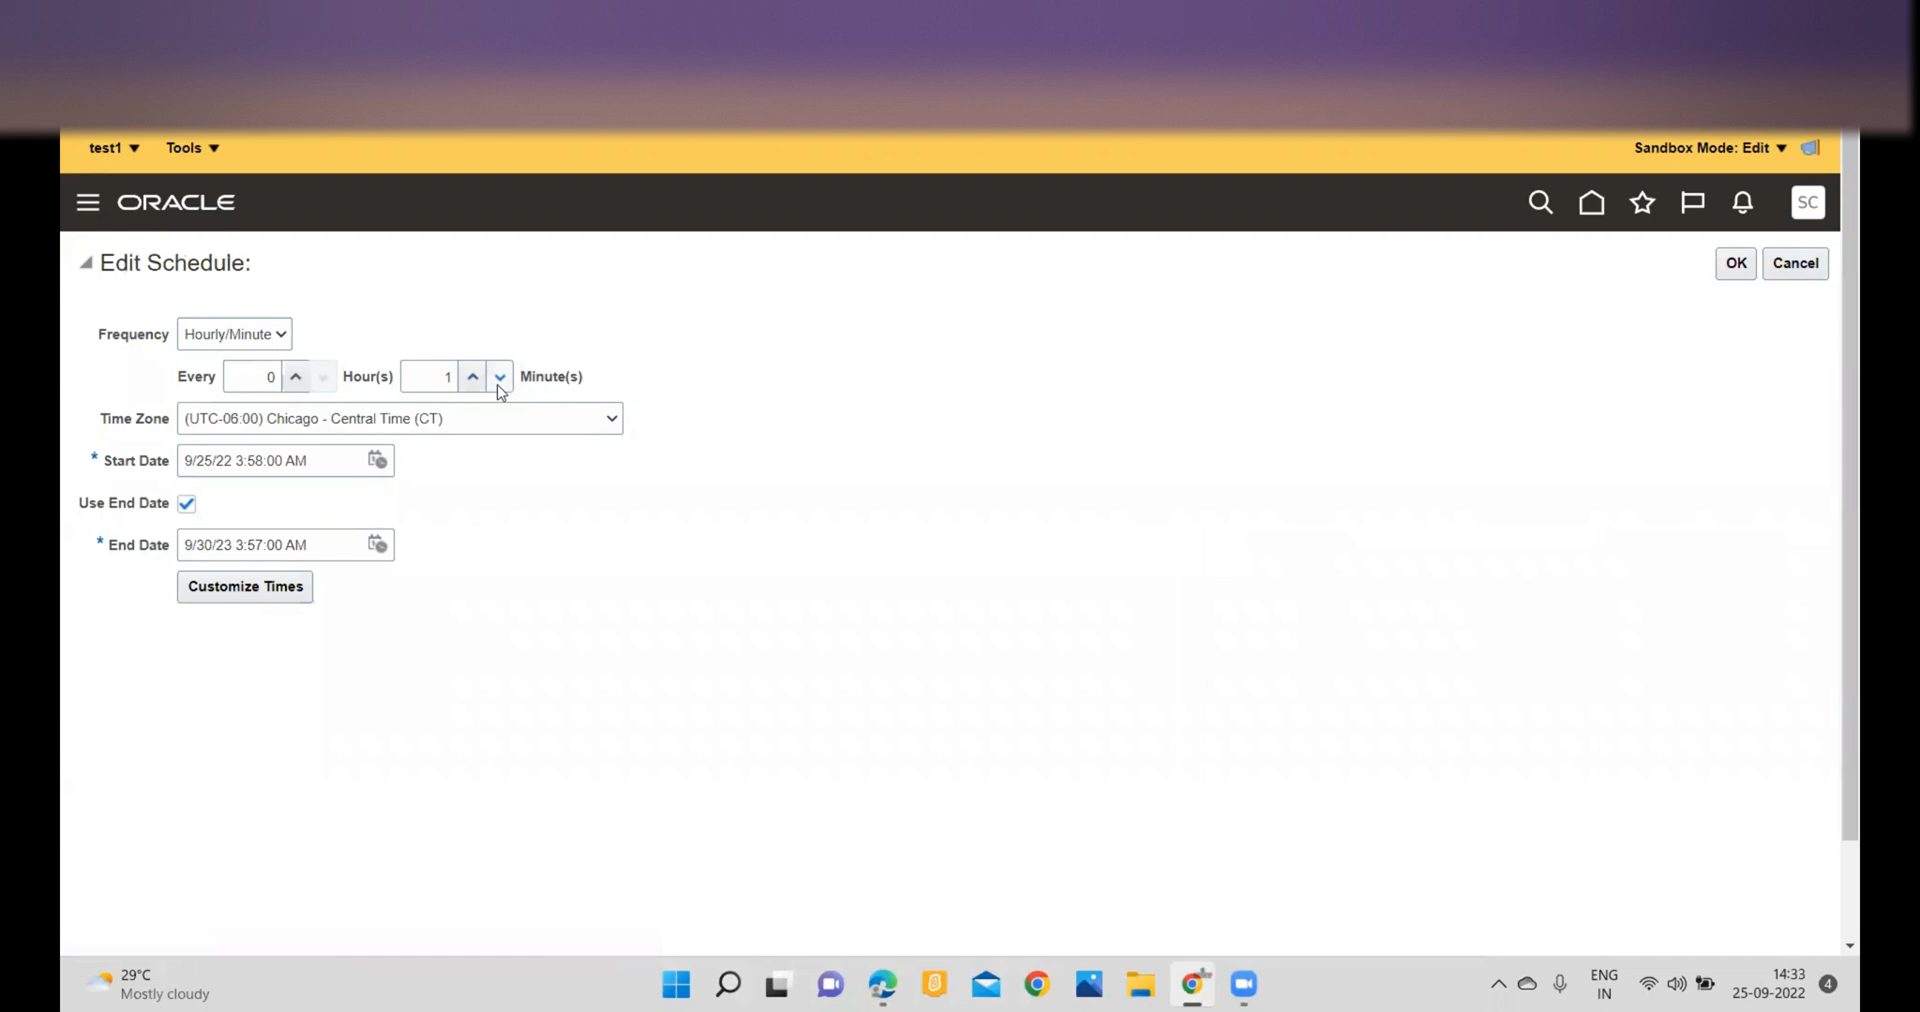 test1 Tools Sandbox Mode: Edit
ORACLE SC
Edit Schedule: OK Cancel
Frequency Hourly/Minute
Every 0 Hour(s) 1 Minute(s)
Time Zone (UTC-06:00) Chicago - Central Time (CT)
* Start Date 9/25/22 3:58:00 AM
Use End Date
* End Date 9/30/23 3:57:00 AM
Customize Times
29°C
Mostly cloudy
ENG
IN
14:33
25-09-2022
4